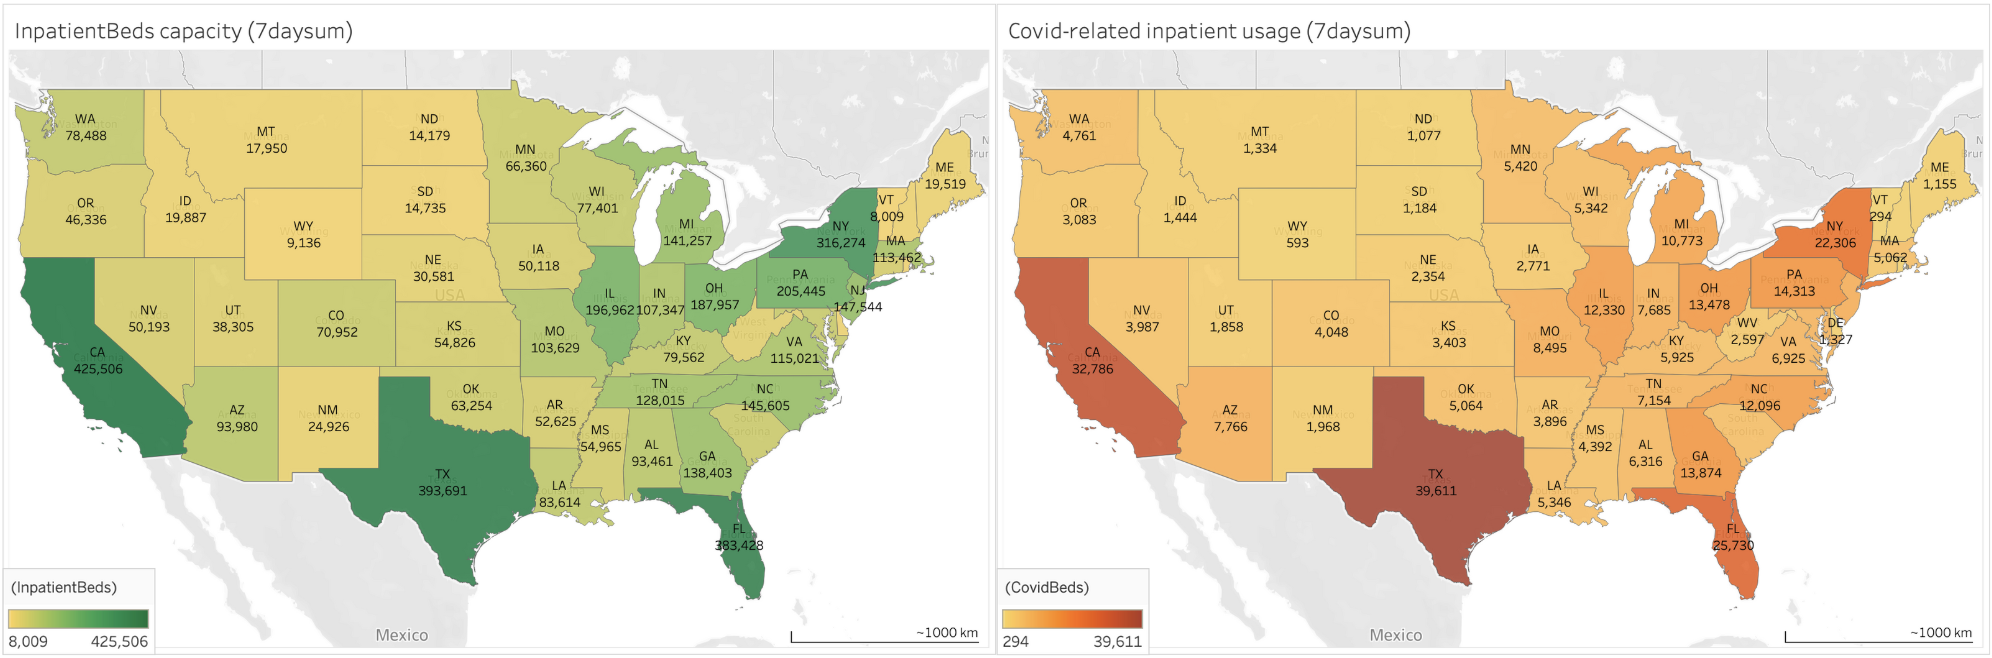 InpatientBeds capacity (7daysum)
WA
78,488
MT
17,950
ND
14,179
MN
66,360
OR
46,336
ID
19,887
SD
14,735
WI
77,401
WY
9,136
MI
141,257
ME
19,519
VT
8,009
NY
316,274
MA
113,462
IA
50,118
NE
30,581
USA
PA
205,445
NJ
147,544
NV
50,193
UT
38,305
CO
70,952
IL
196,962
IN
107,347
OH
187,957
KS
54,826
MO
103,629
KY
79,562
West
Virginia
VA
115,021
CA
425,506
AZ
93,980
NM
24,926
OK
63,254
AR
52,625
TN
128,015
NC
145,605
South
Carolina
MS
54,965
AL
93,461
GA
138,403
TX
393,691
LA
83,614
FL
383,428
Mexico
(InpatientBeds)
8,009
425,506
~1000 km
Covid-related inpatient usage (7daysum)
WA
4,761
MT
1,334
ND
1,077
MN
5,420
OR
3,083
ID
1,444
SD
1,184
WI
5,342
WY
593
MI
10,773
ME
1,155
VT
294
NY
22,306
MA
5,062
IA
2,771
NE
2,354
USA
PA
14,313
NV
3,987
UT
1,858
CO
4,048
IL
12,330
IN
7,685
OH
13,478
KS
3,403
MO
8,495
KY
5,925
WV
2,597
DE
1,327
VA
6,925
CA
32,786
AZ
7,766
NM
1,968
OK
5,064
AR
3,896
TN
7,154
NC
12,096
South
Carolina
MS
4,392
AL
6,316
GA
13,874
TX
39,611
LA
5,346
FL
25,730
Mexico
(CovidBeds)
294
39,611
~1000 km